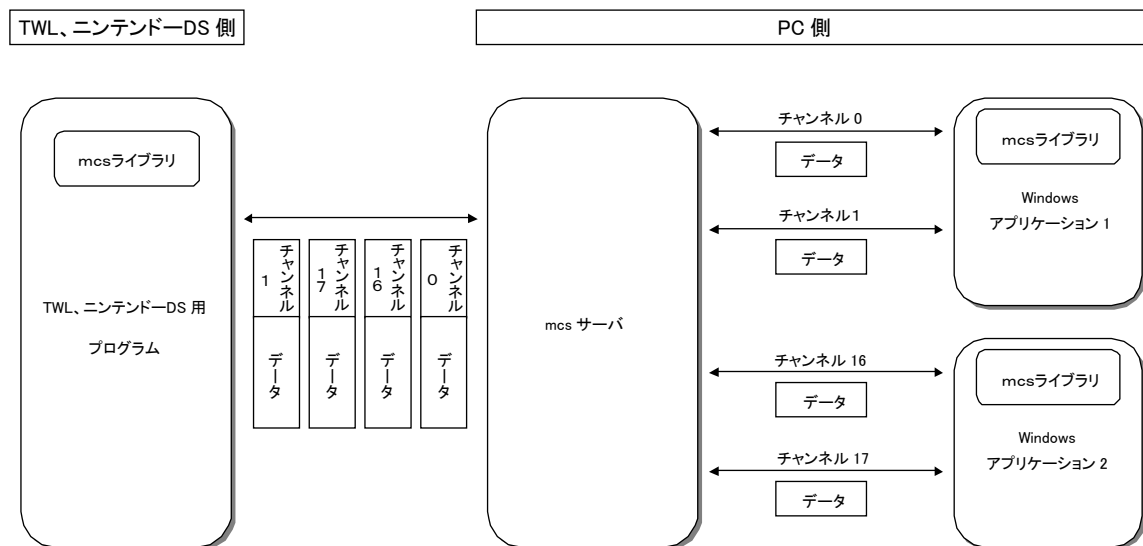 TWL、ニンテンドーDS 側
PC 側
mcsライブラリ
TWL、ニンテンドーDS 用
プログラム
チャンネル
1
データ
チャンネル
17
データ
チャンネル
16
データ
チャンネル
0
データ
mcs サーバ
チャンネル 0
データ
チャンネル 1
データ
mcsライブラリ
Windows
アプリケーション 1
チャンネル 16
データ
チャンネル 17
データ
mcsライブラリ
Windows
アプリケーション 2